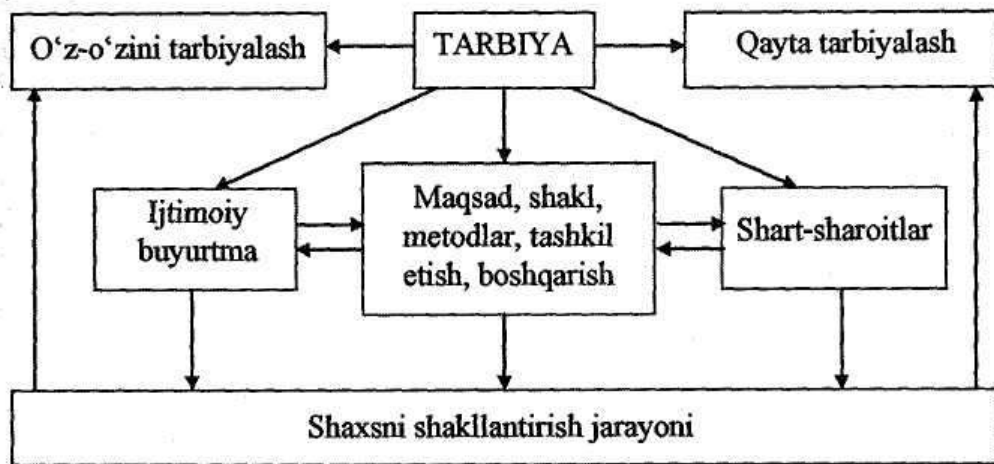 O‘z-o‘zini tarbiyalash
TARBIYA
Qayta tarbiyalash
Ijtimoiy
buyurtma
Maqsad, shakl,
metodlar, tashkil
etish, boshqarish
Shart-sharoitlar
Shaxsni shakllantirish jarayoni